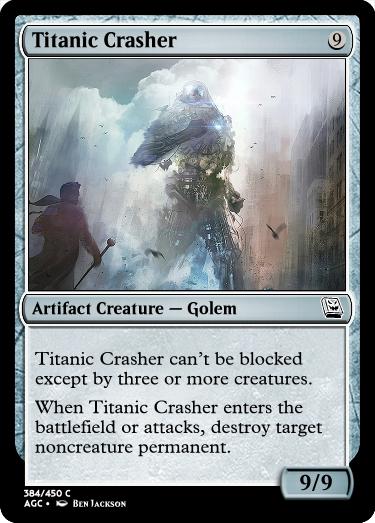 Titanic Crasher 9
Artifact Creature — Golem
Titanic Crasher can't be blocked
except by three or more creatures.
When Titanic Crasher enters the
battlefield or attacks, destroy target
noncreature permanent.
9/9
384/450 C
AGC • Ben Jackson